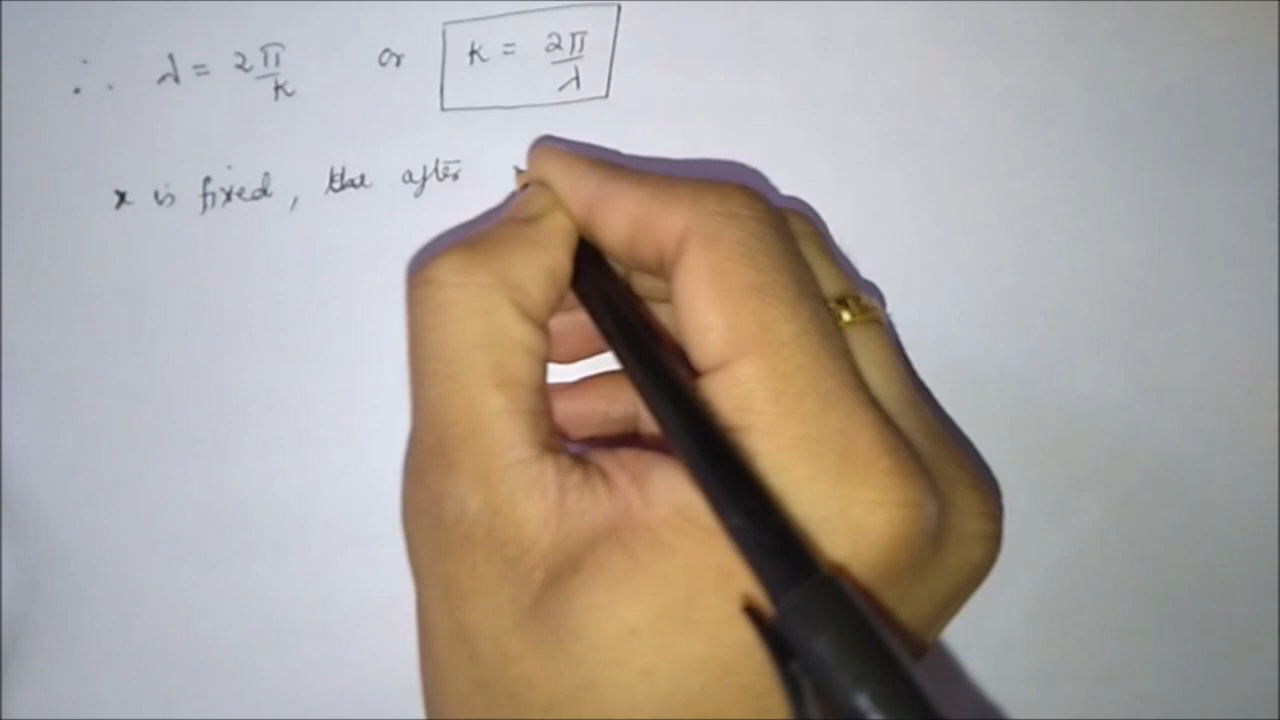 ∴ λ = 2π/k or k = 2π/λ
x is fixed, the after